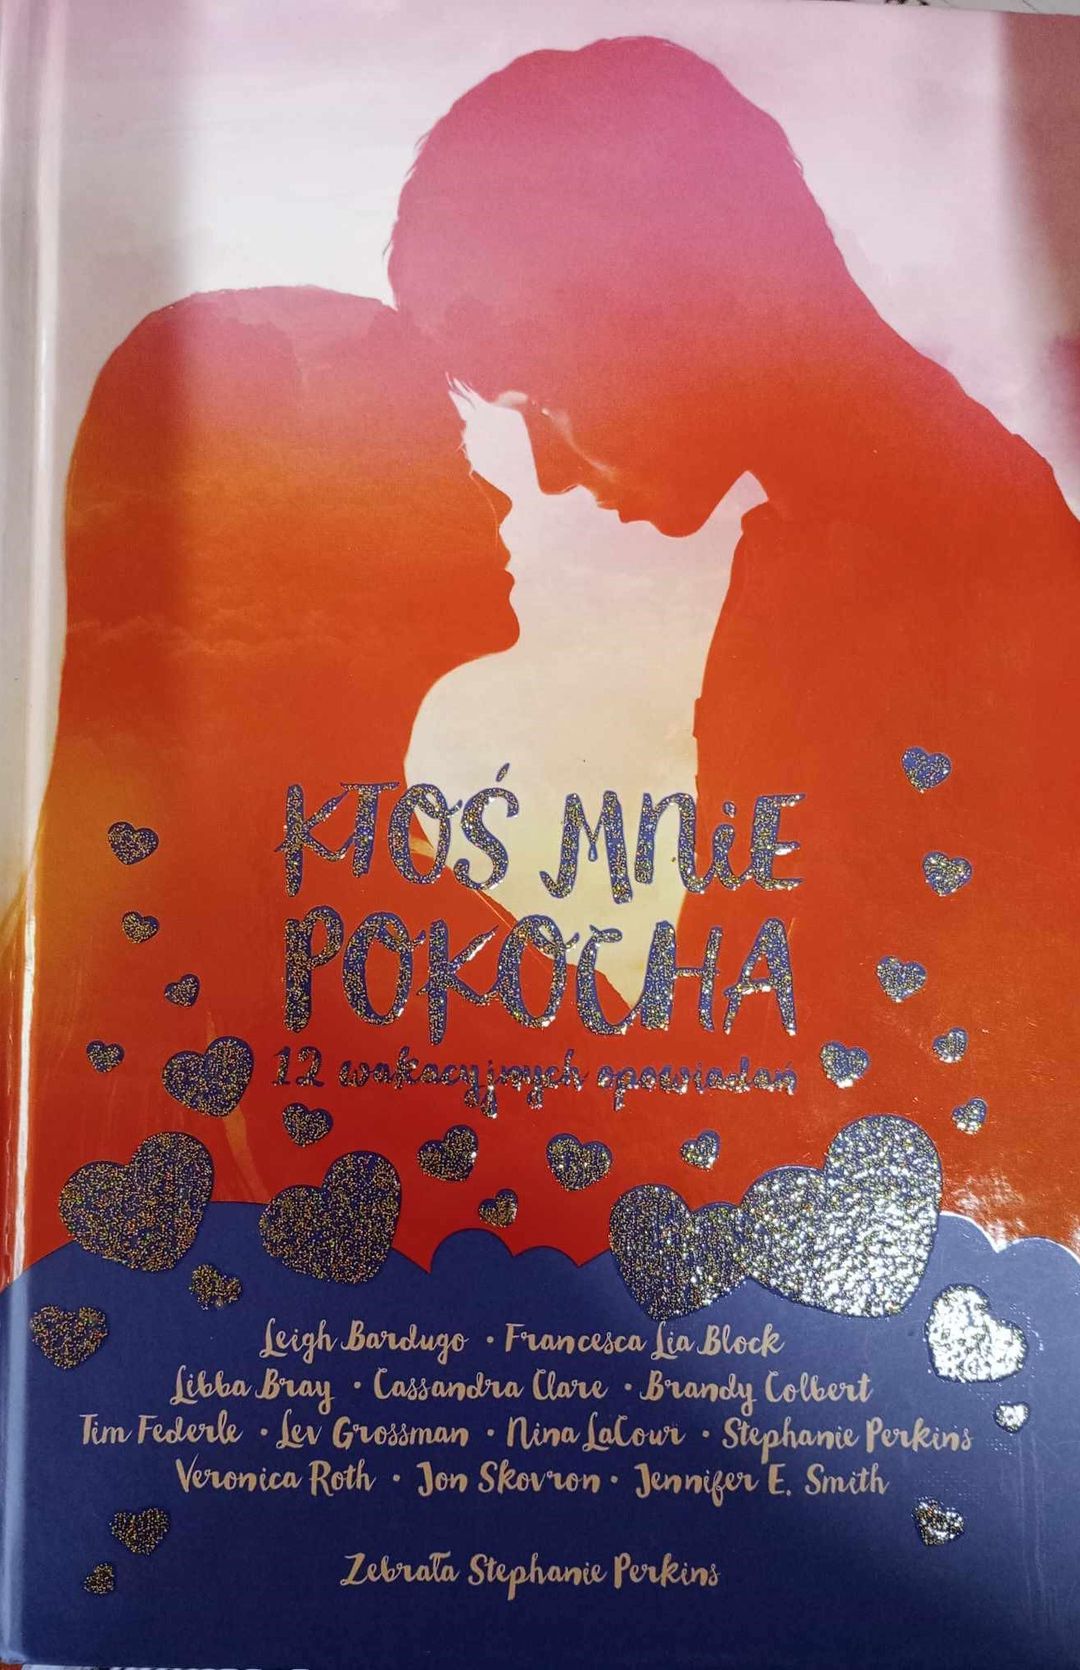 KTOŚ MNiE
POKOCHA
12 wakacyjnych opowiadań
Leigh Bardugo • Francesca Lia Block
Libba Bray • Cassandra Clare • Brandy Colbert
Tim Federle • Lev Grossman • Nina LaCour • Stephanie Perkins
Veronica Roth • Jon Skovron • Jennifer E. Smith
Zebrała Stephanie Perkins